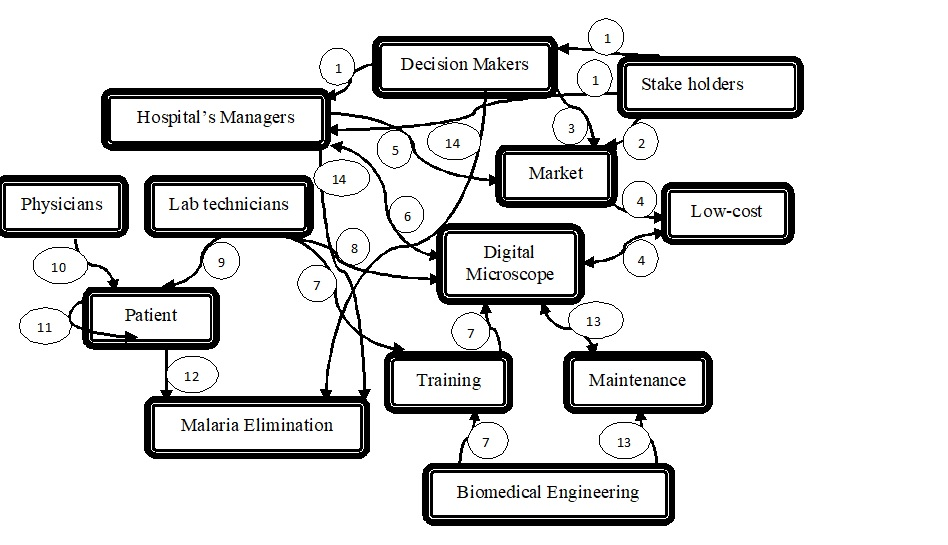 1
Decision Makers
1
1
Stake holders
Hospital's Managers
5
14
3
2
Market
14
Physicians
Lab technicians
4
Low-cost
6
10
9
8
Digital
Microscope
4
7
11
Patient
7
13
12
Training
Maintenance
Malaria Elimination
7
13
Biomedical Engineering